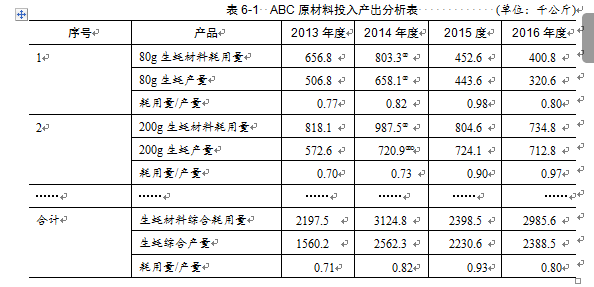 表 6-1 ABC 原材料投入产出分析表 (单位：千公斤)
序号 产品 2013 年度 2014 年度 2015 度 2016 年度
1 80g 生蚝材料耗用量 656.8 803.3 452.6 400.8
80g 生蚝产量 506.8 658.1 443.6 320.6
耗用量/产量 0.77 0.82 0.98 0.80
2 200g 生蚝材料耗用量 818.1 987.5 804.6 734.8
200g 生蚝产量 572.6 720.9 724.1 712.8
耗用量/产量 0.70 0.73 0.90 0.97
…… …… …… …… …… ……
合计 生蚝材料综合耗用量 2197.5 3124.8 2398.5 2985.6
生蚝综合产量 1560.2 2562.3 2230.6 2388.5
耗用量/产量 0.71 0.82 0.93 0.80